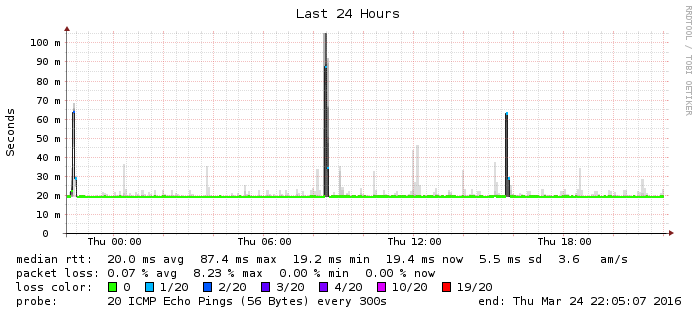 Last 24 Hours
RRDTOOL / TOBI OETIKER
Seconds
100 m
90 m
80 m
70 m
60 m
50 m
40 m
30 m
20 m
10 m
0
Thu 00:00 Thu 06:00 Thu 12:00 Thu 18:00
median rtt: 20.0 ms avg 87.4 ms max 19.2 ms min 19.4 ms now 5.5 ms sd 3.6 am/s
packet loss: 0.07 % avg 8.23 % max 0.00 % min 0.00 % now
loss color: 0 1/20 2/20 3/20 4/20 10/20 19/20
probe: 20 ICMP Echo Pings (56 Bytes) every 300s end: Thu Mar 24 22:05:07 2016